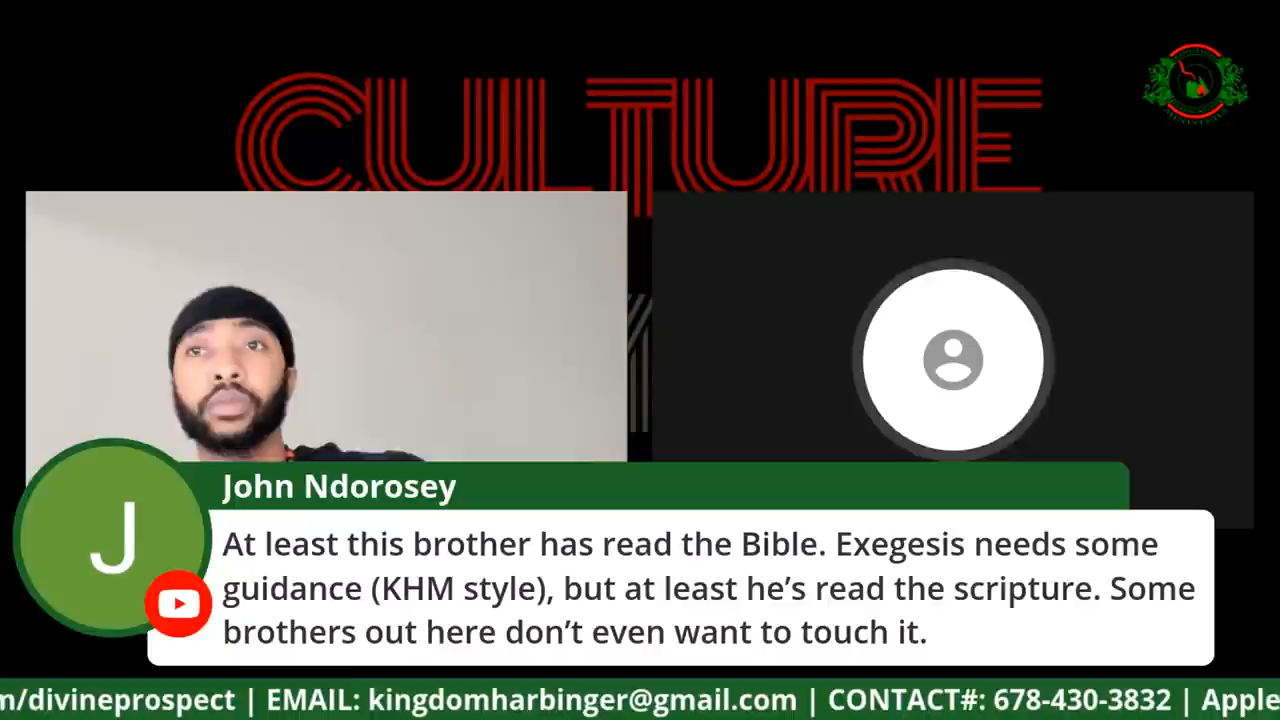 CULTURE
John Ndorosey
J
At least this brother has read the Bible. Exegesis needs some
guidance (KHM style), but at least he’s read the scripture. Some
brothers out here don’t even want to touch it.
m/divineprospect | EMAIL: kingdomharbinger@gmail.com | CONTACT#: 678-430-3832 | Apple